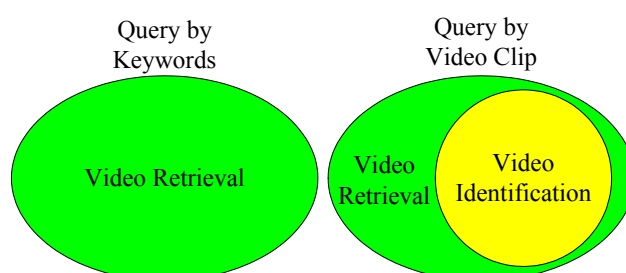 Query by
Keywords
Query by
Video Clip
Video Retrieval
Video
Retrieval
Video
Identification